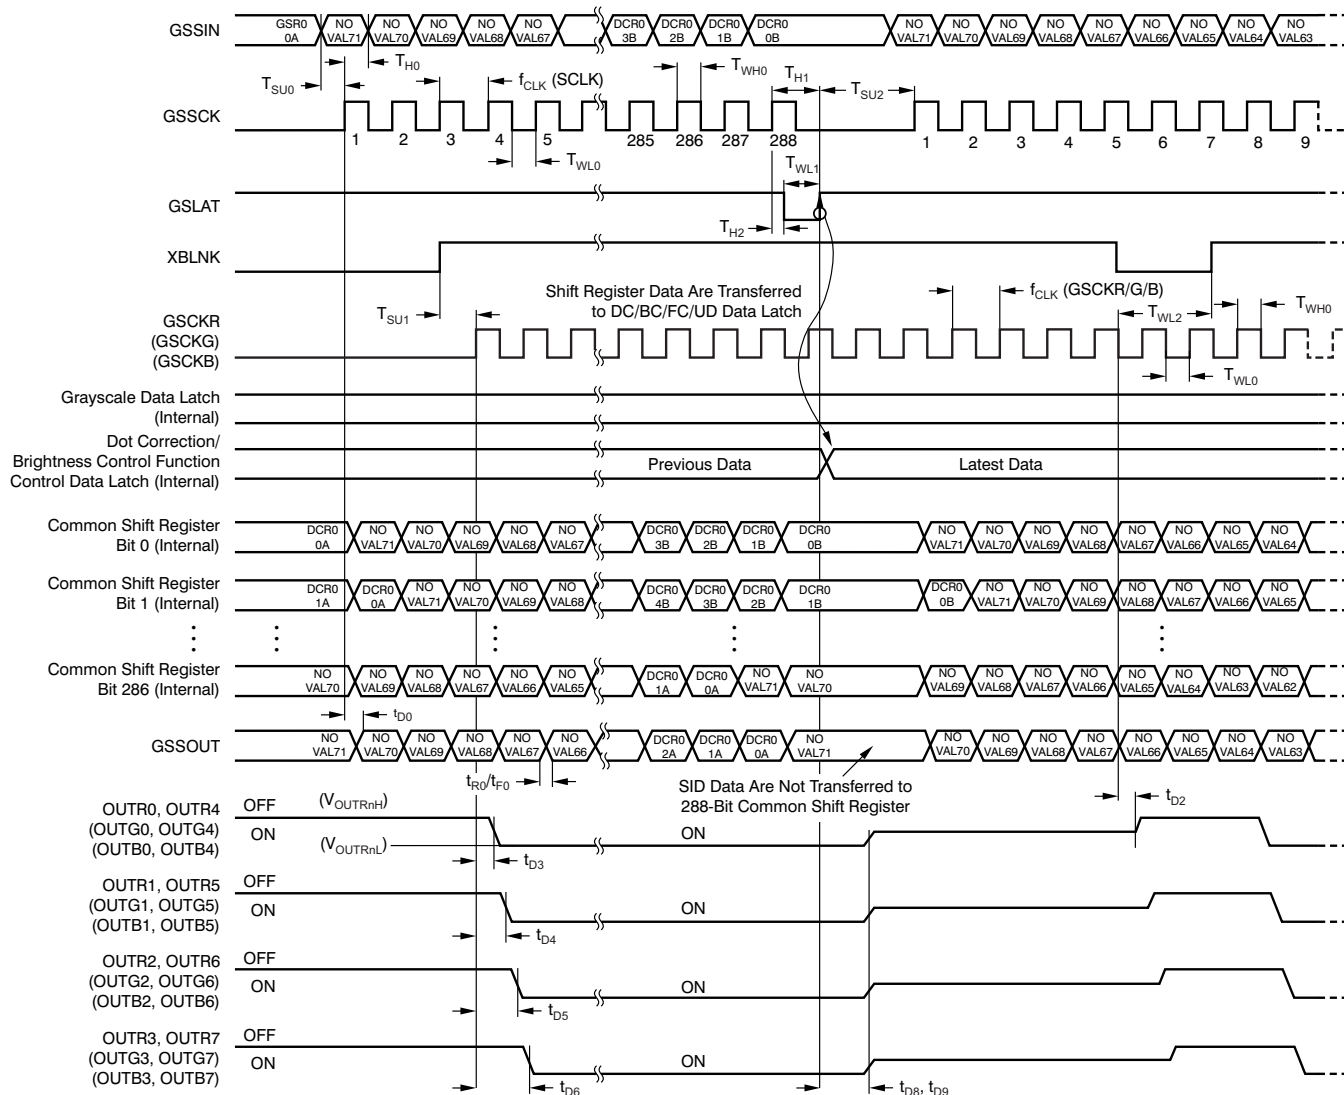 GSSIN
GSR0 0A
NO VAL71
NO VAL70
NO VAL69
NO VAL68
NO VAL67
DCR0 3B
DCR0 2B
DCR0 1B
DCR0 0B
NO VAL71
NO VAL70
NO VAL69
NO VAL68
NO VAL67
NO VAL66
NO VAL65
NO VAL64
NO VAL63
TSU0
TH0
fCLK (SCLK)
TWH0
TH1
TSU2
GSSCK
1 2 3 4 5 285 286 287 288 1 2 3 4 5 6 7 8 9
TWL0
TWL1
GSLAT
TH2
XBLNK
Shift Register Data Are Transferred
to DC/BC/FC/UD Data Latch
fCLK (GSCKR/G/B)
TSU1
TWL2
TWH0
GSCKR
(GSCKG)
(GSCKB)
TWL0
Grayscale Data Latch
(Internal)
Dot Correction/
Brightness Control Function
Control Data Latch (Internal)
Previous Data
Latest Data
Common Shift Register
Bit 0 (Internal)
DCR0 0A
NO VAL71
NO VAL70
NO VAL69
NO VAL68
NO VAL67
DCR0 3B
DCR0 2B
DCR0 1B
DCR0 0B
NO VAL71
NO VAL70
NO VAL69
NO VAL68
NO VAL67
NO VAL66
NO VAL65
NO VAL64
Common Shift Register
Bit 1 (Internal)
DCR0 1A
DCR0 0A
NO VAL71
NO VAL70
NO VAL69
NO VAL68
DCR0 4B
DCR0 3B
DCR0 2B
DCR0 1B
DCR0 0B
NO VAL71
NO VAL70
NO VAL69
NO VAL68
NO VAL67
NO VAL66
NO VAL65
Common Shift Register
Bit 286 (Internal)
NO VAL70
NO VAL69
NO VAL68
NO VAL67
NO VAL66
NO VAL65
DCR0 1A
DCR0 0A
NO VAL71
NO VAL70
NO VAL69
NO VAL68
NO VAL67
NO VAL66
NO VAL65
NO VAL64
NO VAL63
NO VAL62
tD0
GSSOUT
NO VAL71
NO VAL70
NO VAL69
NO VAL68
NO VAL67
NO VAL66
DCR0 2A
DCR0 1A
DCR0 0A
NO VAL71
NO VAL70
NO VAL69
NO VAL68
NO VAL67
NO VAL66
NO VAL65
NO VAL64
NO VAL63
tR0/tF0
SID Data Are Not Transferred to
288-Bit Common Shift Register
tD2
OUTR0, OUTR4
(OUTG0, OUTG4)
(OUTB0, OUTB4)
OFF
ON
(VOUTRnH)
(VOUTRnL)
ON
tD3
OUTR1, OUTR5
(OUTG1, OUTG5)
(OUTB1, OUTB5)
OFF
ON
ON
tD4
OUTR2, OUTR6
(OUTG2, OUTG6)
(OUTB2, OUTB6)
OFF
ON
ON
tD5
OUTR3, OUTR7
(OUTG3, OUTG7)
(OUTB3, OUTB7)
OFF
ON
ON
tD6
tD8, tD9